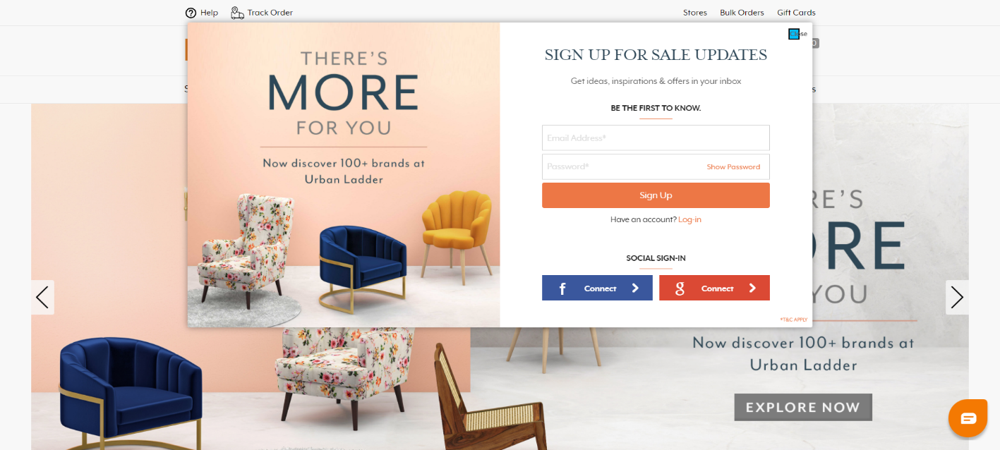 Help
Track Order
Stores
Bulk Orders
Gift Cards
Close
THERE'S
MORE
FOR YOU
Now discover 100+ brands at
Urban Ladder
SIGN UP FOR SALE UPDATES
Get ideas, inspirations & offers in your inbox
BE THE FIRST TO KNOW.
Email Address*
Password*
Show Password
Sign Up
Have an account? Log-in
SOCIAL SIGN-IN
f Connect
g Connect
*T&C APPLY
RE'S
ORE
YOU
Now discover 100+ brands at
Urban Ladder
EXPLORE NOW